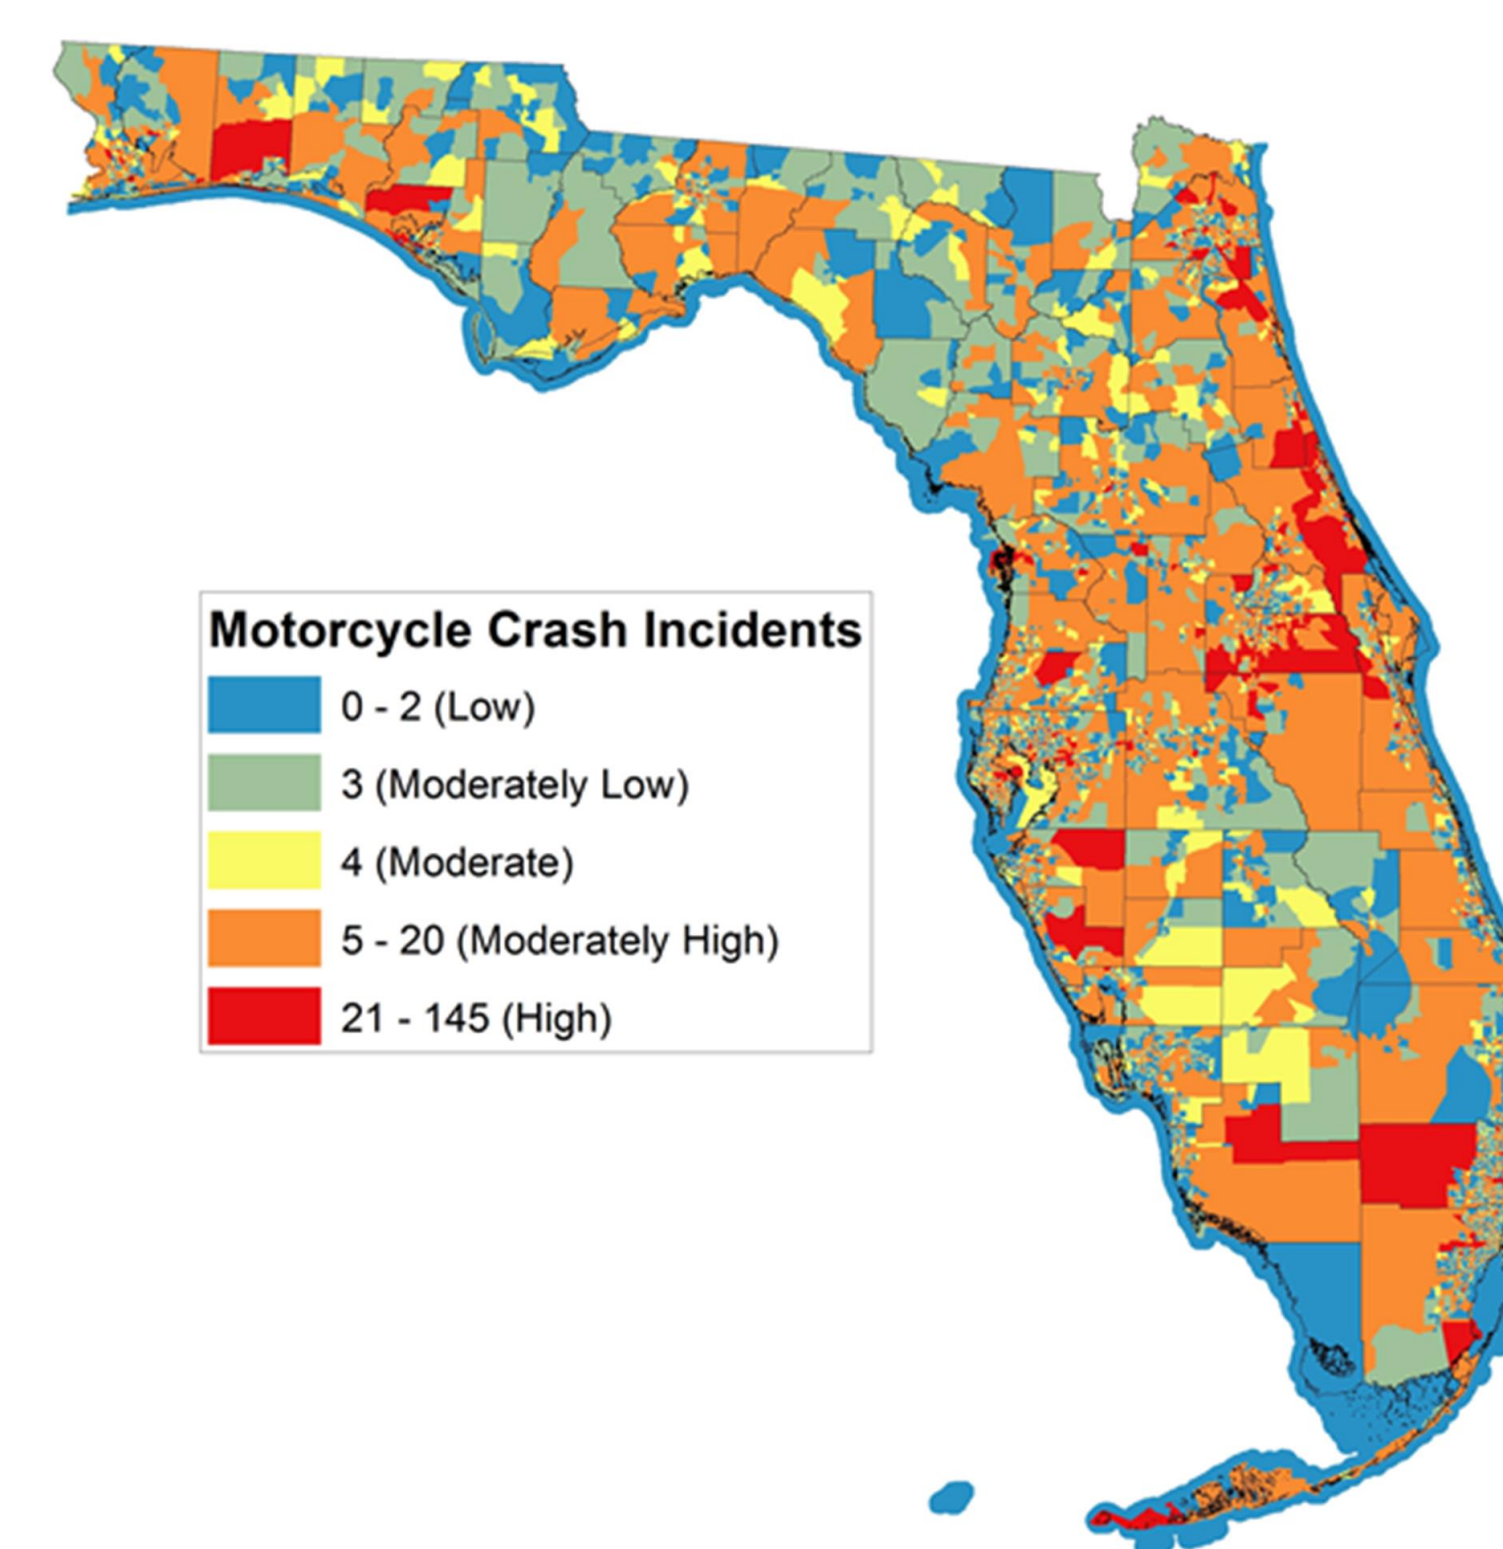 Motorcycle Crash Incidents
0 - 2 (Low)
3 (Moderately Low)
4 (Moderate)
5 - 20 (Moderately High)
21 - 145 (High)